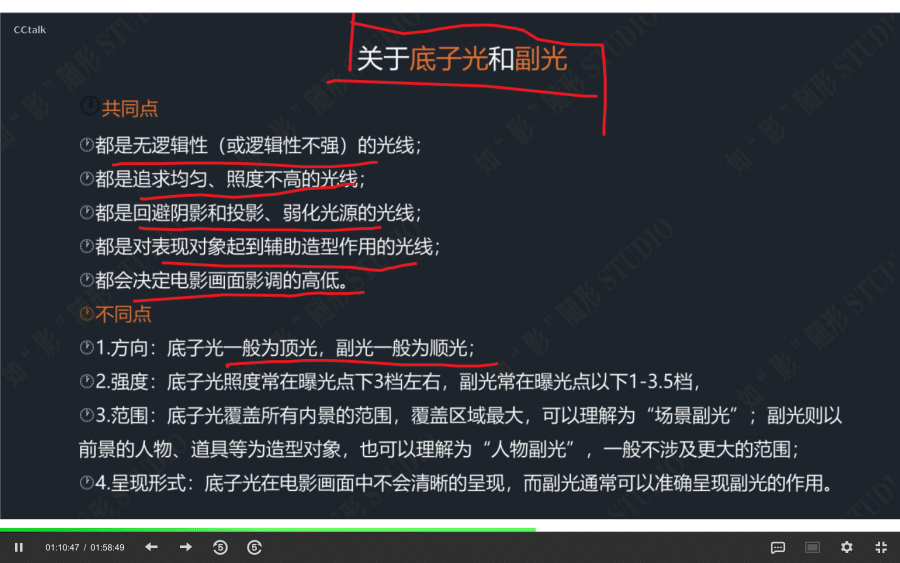 CCtalk
关于底子光和副光
共同点
都是无逻辑性（或逻辑性不强）的光线；
都是追求均匀、照度不高的光线；
都是回避阴影和投影、弱化光源的光线；
都是对表现对象起到辅助造型作用的光线；
都会决定电影画面影调的高低。
不同点
1.方向：底子光一般为顶光，副光一般为顺光；
2.强度：底子光照度常在曝光点下3档左右，副光常在曝光点以下1-3.5档，
3.范围：底子光覆盖所有内景的范围，覆盖区域最大，可以理解为“场景副光”；副光则以
前景的人物、道具等为造型对象，也可以理解为“人物副光”，一般不涉及更大的范围；
4.呈现形式：底子光在电影画面中不会清晰的呈现，而副光通常可以准确呈现副光的作用。
如“影”随形 STUDIO
01:10:47 / 01:58:49
5
5